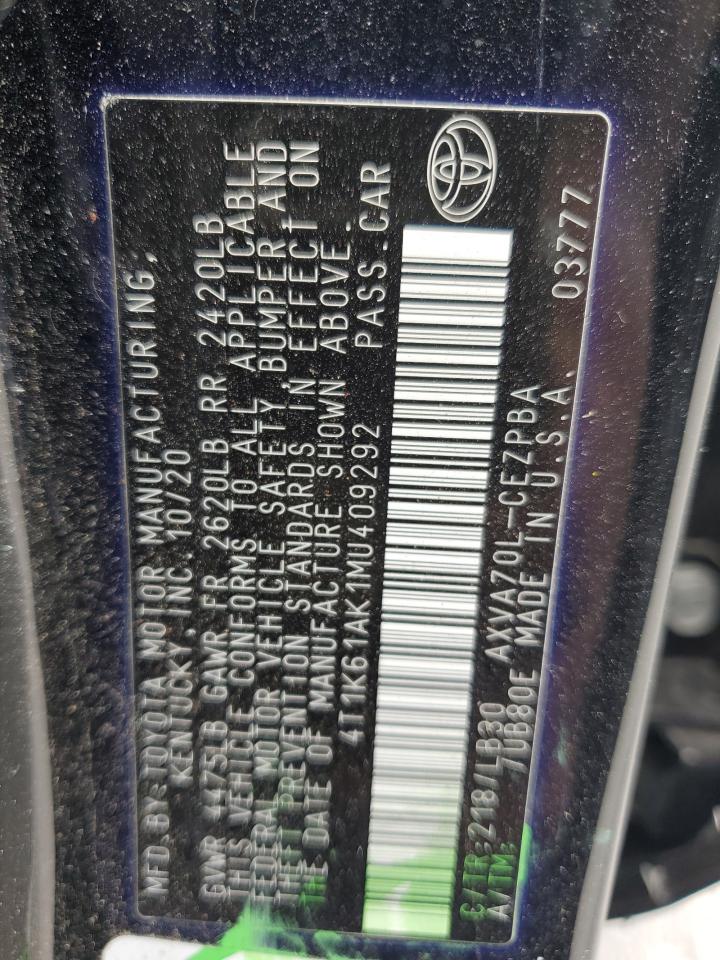 MFD BY: TOYOTA MOTOR MANUFACTURING,
KENTUCKY, INC. 10/20
GVWR 4475LB GAWR FR 2620LB RR 2420LB
THIS VEHICLE CONFORMS TO ALL APPLICABLE
FEDERAL MOTOR VEHICLE SAFETY, BUMPER, AND
THEFT PREVENTION STANDARDS IN EFFECT ON
THE DATE OF MANUFACTURE SHOWN ABOVE.
4T1K61AK1MU409292 PASS.CAR
C/TR: 218/LB30 AXVA70L-CEZPBA
A/TM: 7UB80E MADE IN U.S.A. 03777